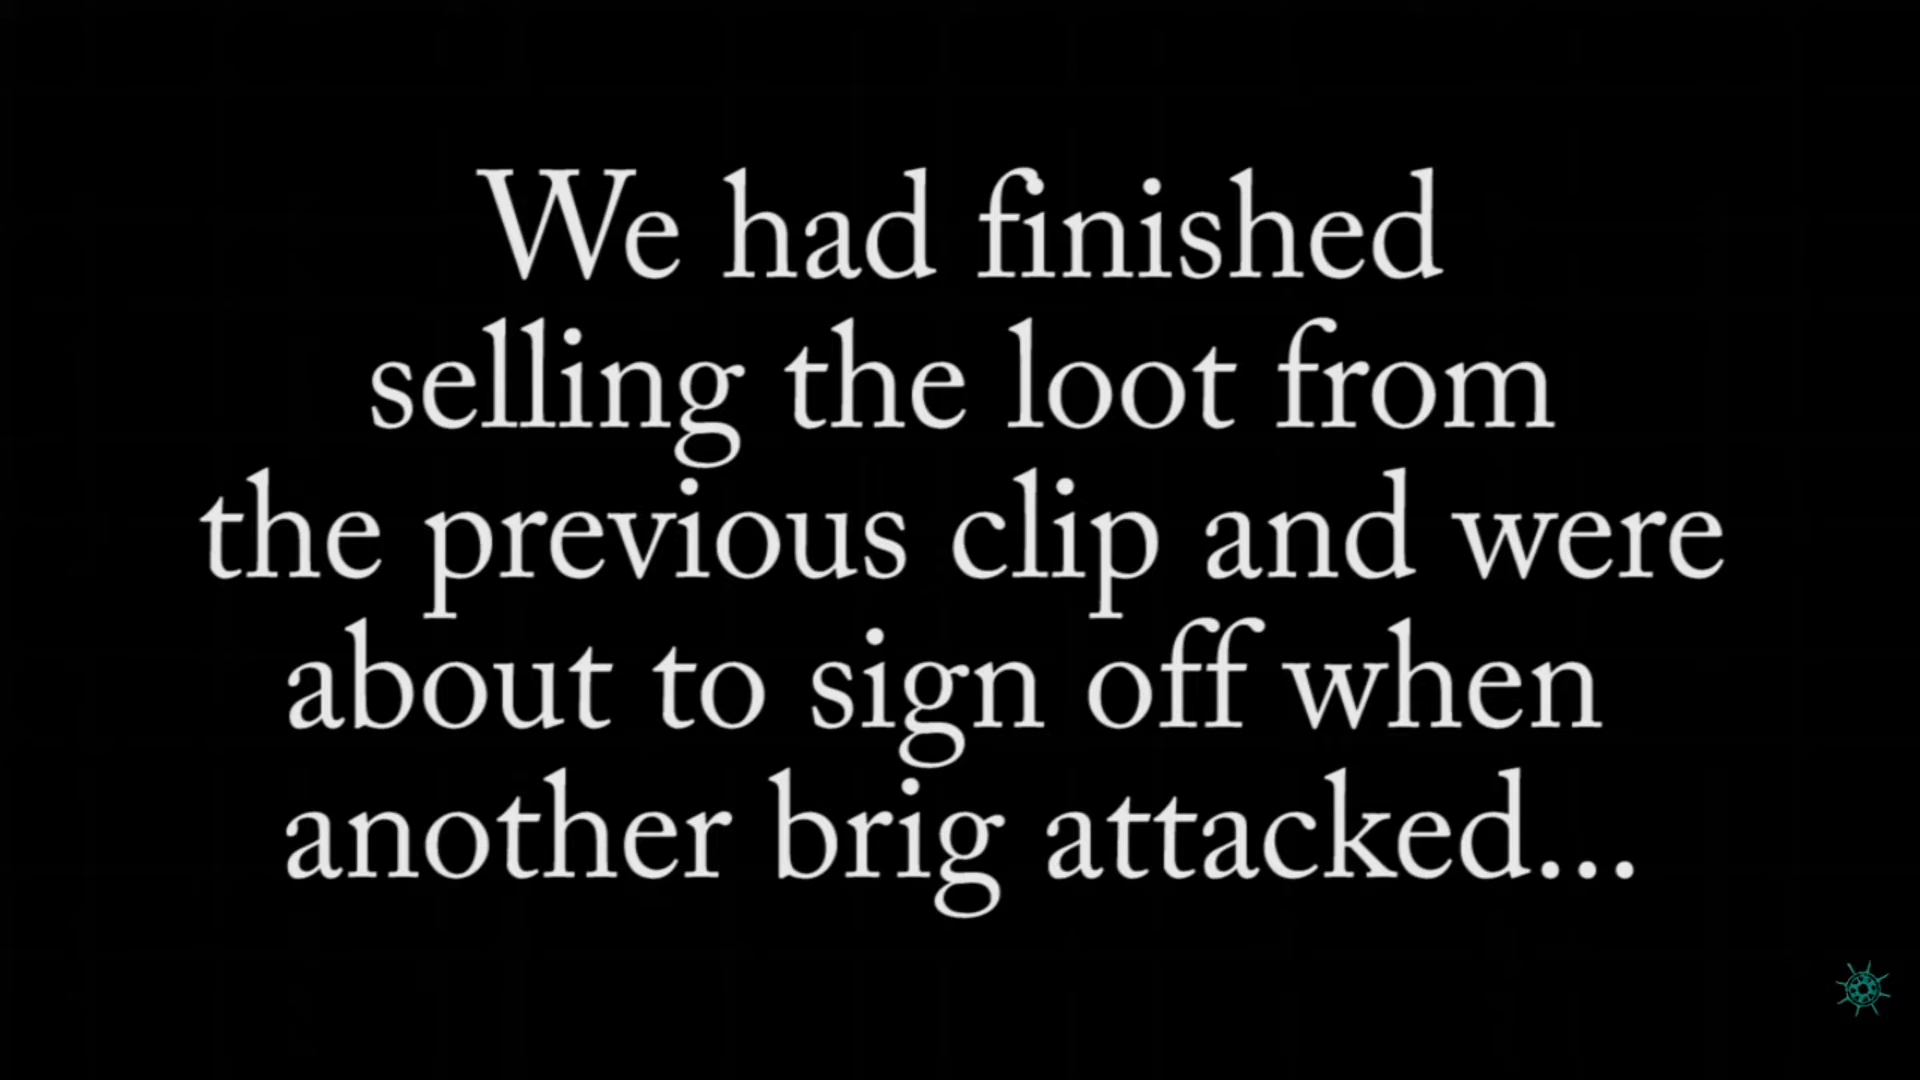 We had finished
selling the loot from
the previous clip and were
about to sign off when
another brig attacked...